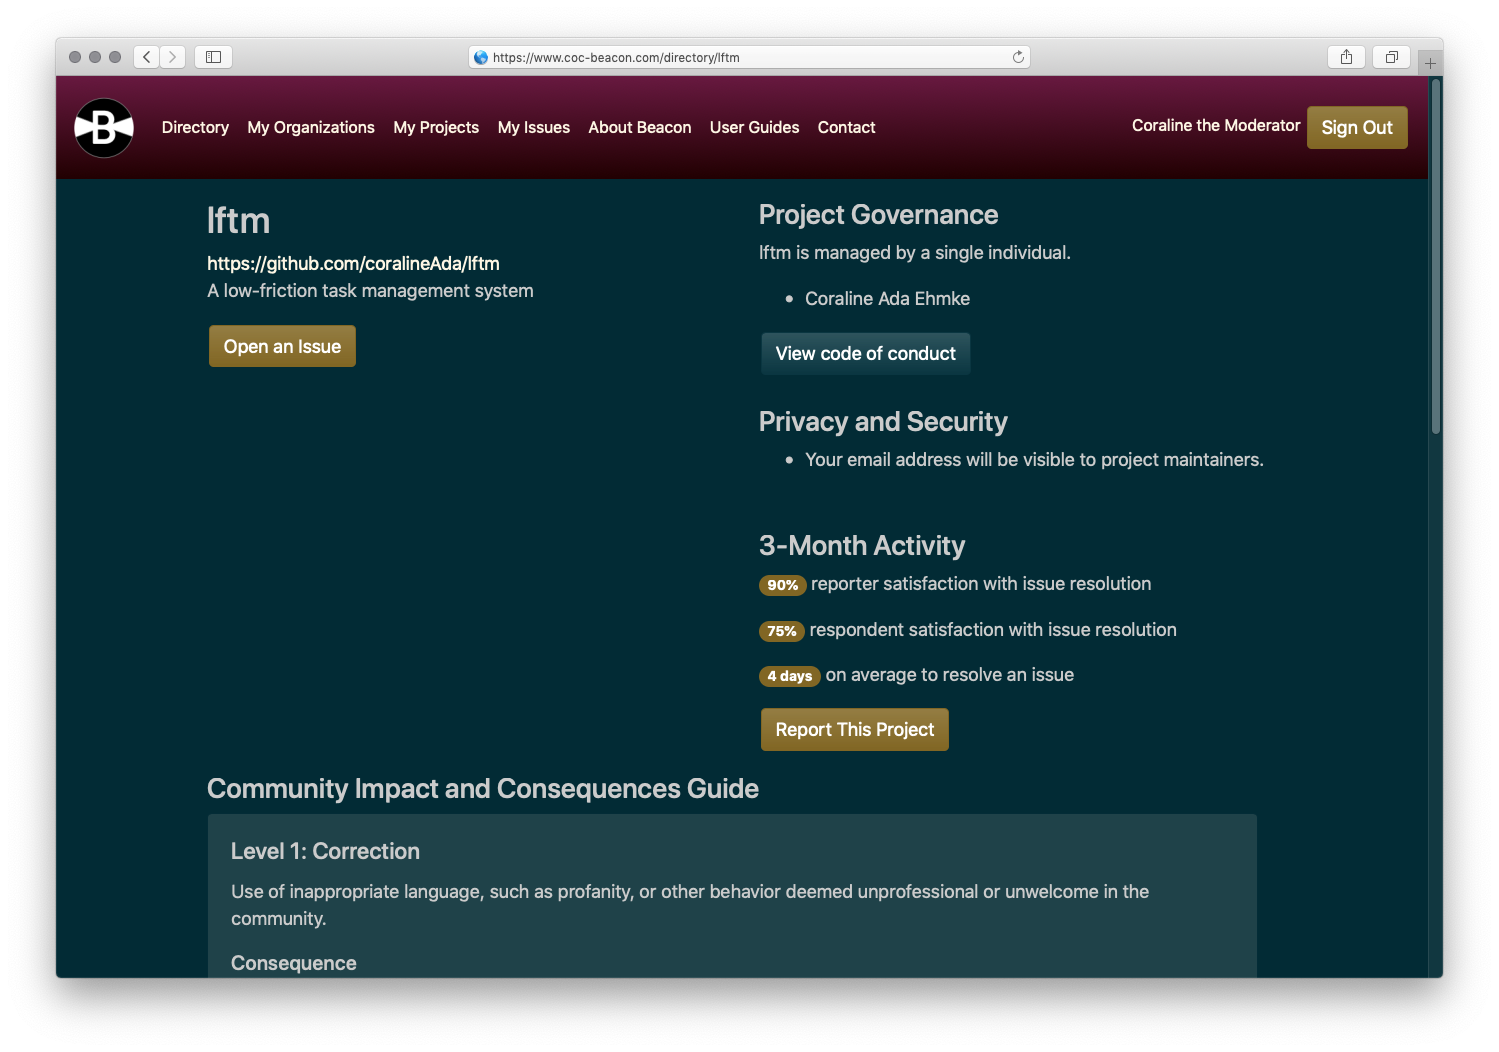 https://www.coc-beacon.com/directory/lftm
B
Directory My Organizations My Projects My Issues About Beacon User Guides Contact
Coraline the Moderator Sign Out
lftm
https://github.com/coralineAda/lftm
A low-friction task management system
Open an Issue
Project Governance
lftm is managed by a single individual.
• Coraline Ada Ehmke
View code of conduct
Privacy and Security
• Your email address will be visible to project maintainers.
3-Month Activity
90% reporter satisfaction with issue resolution
75% respondent satisfaction with issue resolution
4 days on average to resolve an issue
Report This Project
Community Impact and Consequences Guide
Level 1: Correction
Use of inappropriate language, such as profanity, or other behavior deemed unprofessional or unwelcome in the
community.
Consequence